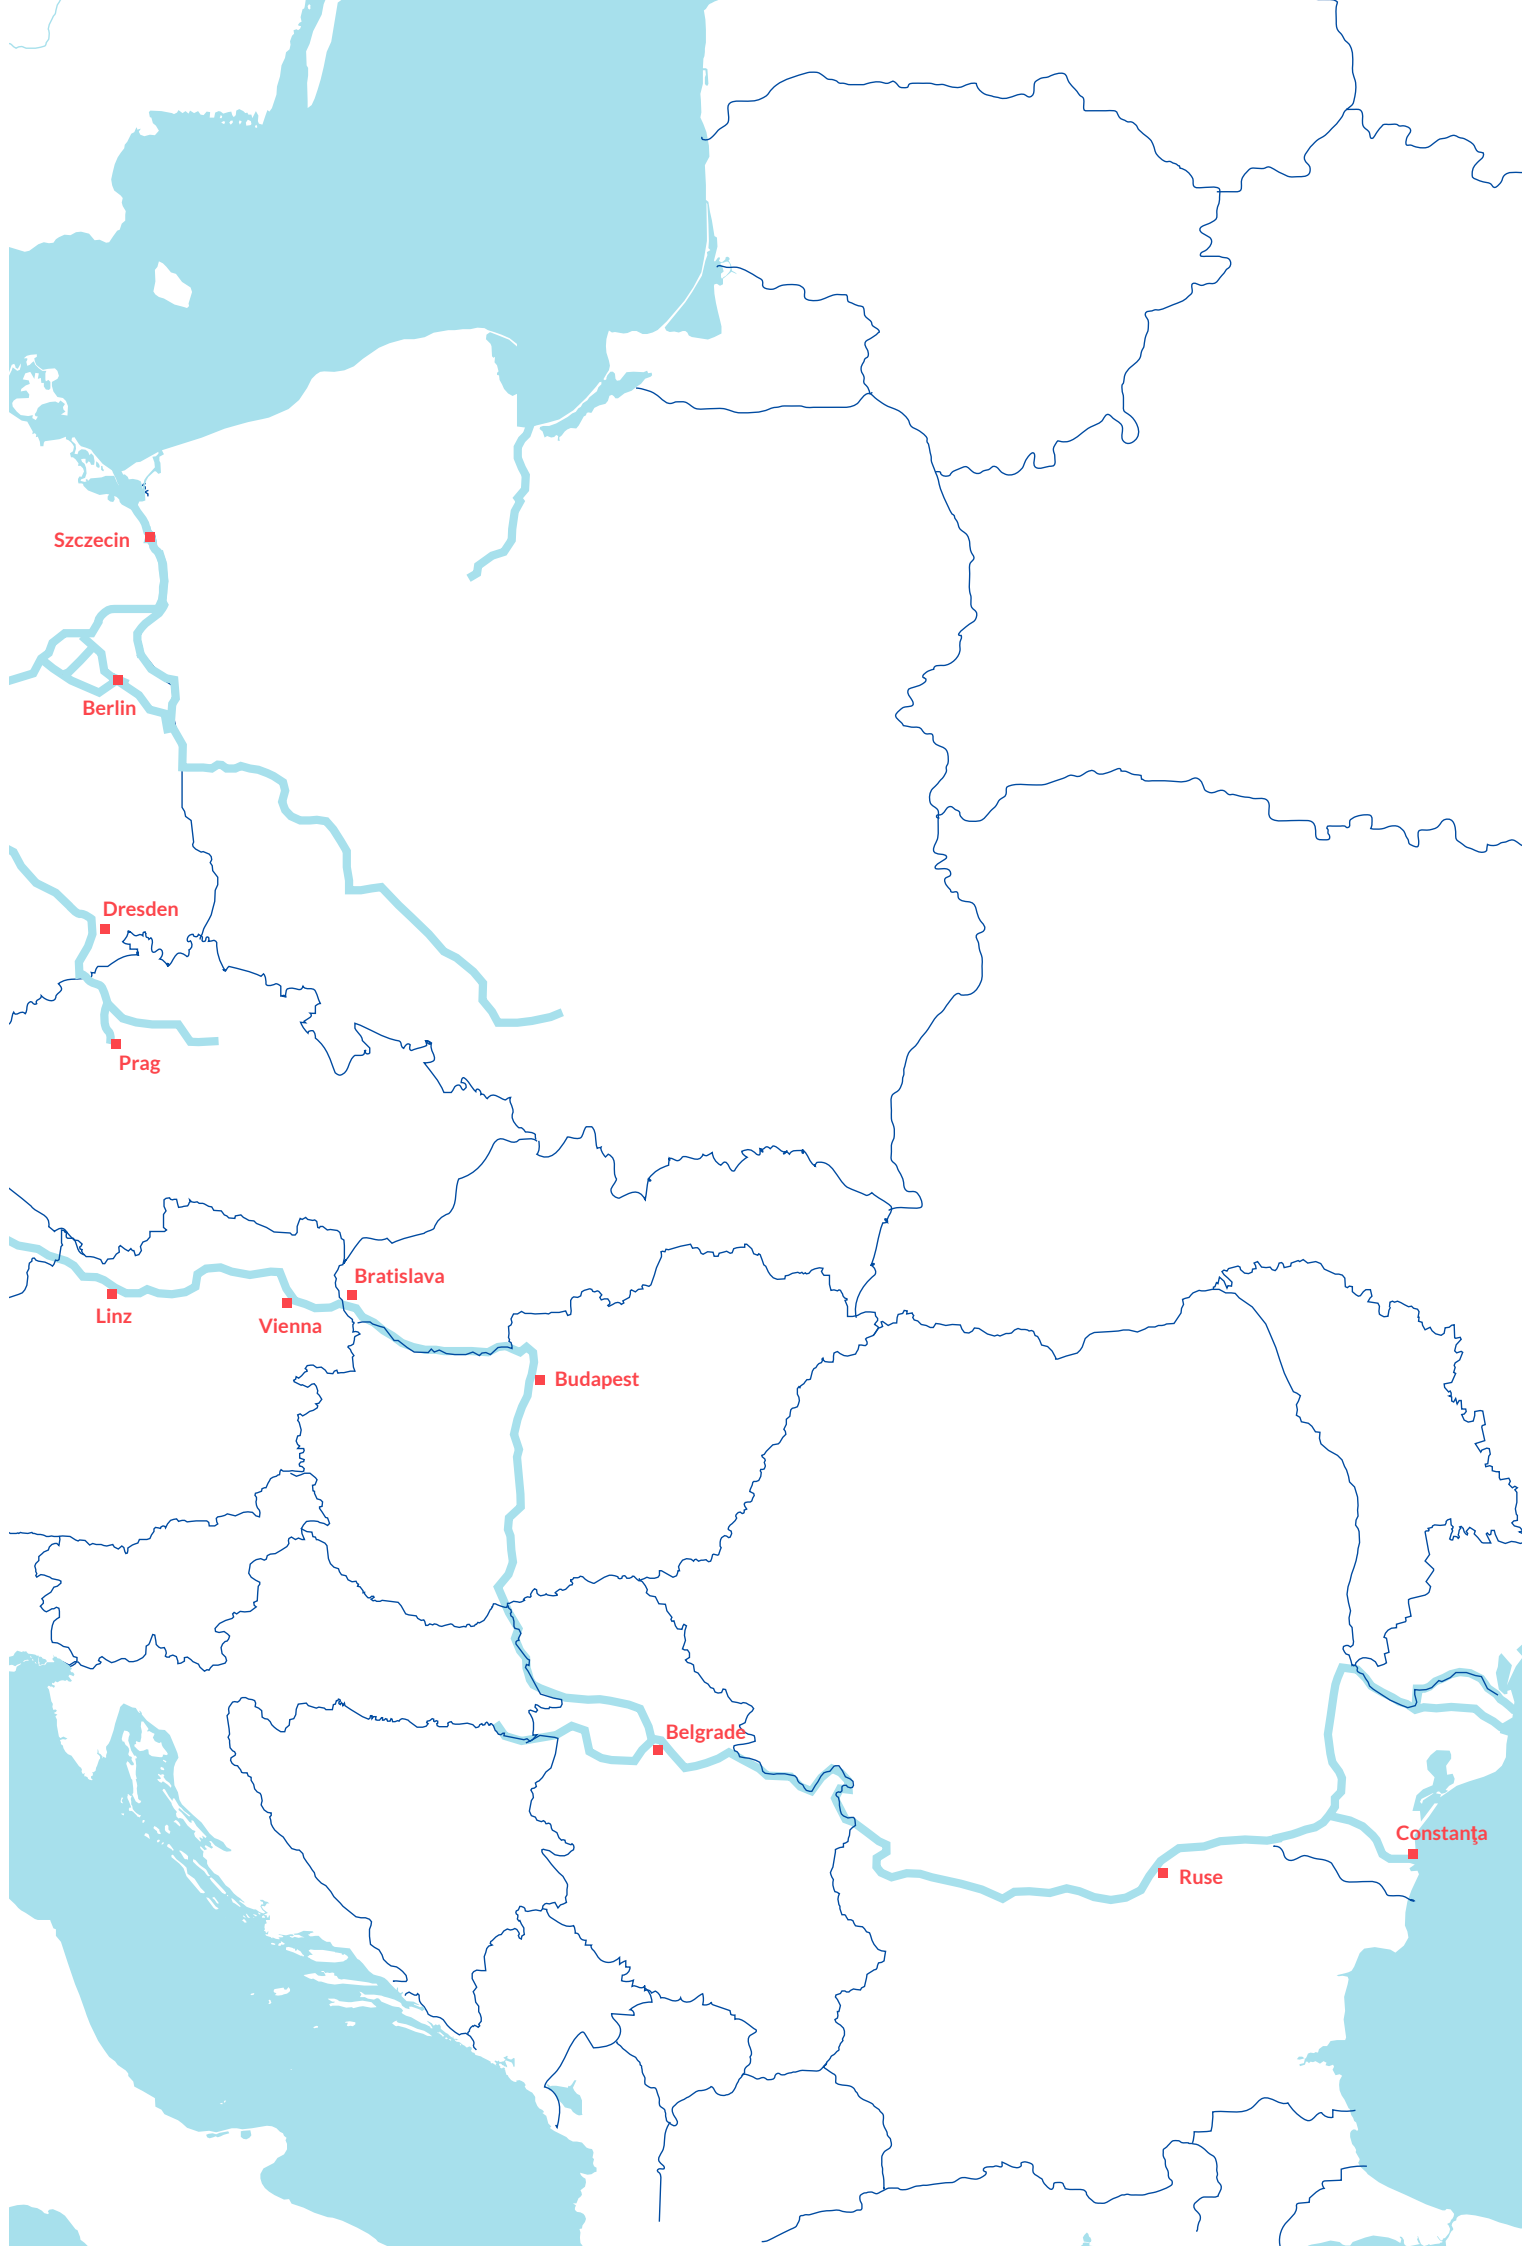 Szczecin
Berlin
Dresden
Prag
Bratislava
Linz
Vienna
Budapest
Belgrade
Constanţa
Ruse